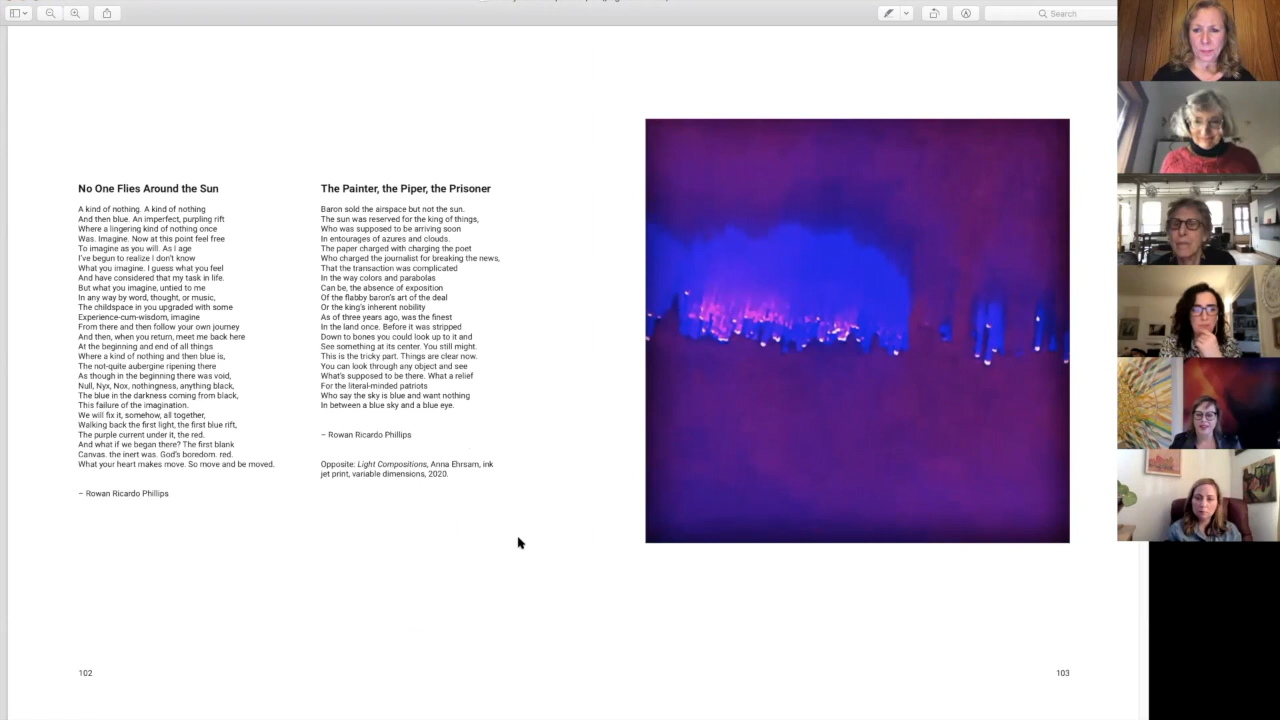 Search
No One Flies Around the Sun
A kind of nothing. A kind of nothing
And then blue. An imperfect, purpling rift
Where a lingering kind of nothing once
Was. Imagine. Now at this point feel free
To imagine as you will. As I age
I've begun to realize I don't know
What you imagine. I guess what you feel
And have considered that my task in life.
But what you imagine, untied to me
In any way by word, thought, or music,
The childspace in you upgraded with some
Experience-cum-wisdom, imagine
From there and then follow your own journey
And then, when you return, meet me back here
At the beginning and end of all things
Where a kind of nothing and then blue is,
The not-quite aubergine ripening there
As though in the beginning there was void,
Null, Nyx, Nox, nothingness, anything black,
The blue in the darkness coming from black,
This failure of the imagination.
We will fix it, somehow, all together,
Walking back the first light, the first blue rift,
The purple current under it, the red.
And what if we began there? The first blank
Canvas. the inert was. God's boredom. red.
What your heart makes move. So move and be moved.
– Rowan Ricardo Phillips
The Painter, the Piper, the Prisoner
Baron sold the airspace but not the sun.
The sun was reserved for the king of things,
Who was supposed to be arriving soon
In entourages of azures and clouds.
The paper charged with charging the poet
Who charged the journalist for breaking the news,
That the transaction was complicated
In the way colors and parabolas
Can be, the absence of exposition
Of the flabby baron's art of the deal
Or the king's inherent nobility
As of three years ago, was the finest
In the land once. Before it was stripped
Down to bones you could look up to it and
See something at its center. You still might.
This is the tricky part. Things are clear now.
You can look through any object and see
What's supposed to be there. What a relief
For the literal-minded patriots
Who say the sky is blue and want nothing
In between a blue sky and a blue eye.
– Rowan Ricardo Phillips
Opposite: Light Compositions, Anna Ehrsam, ink
jet print, variable dimensions, 2020.
102
103